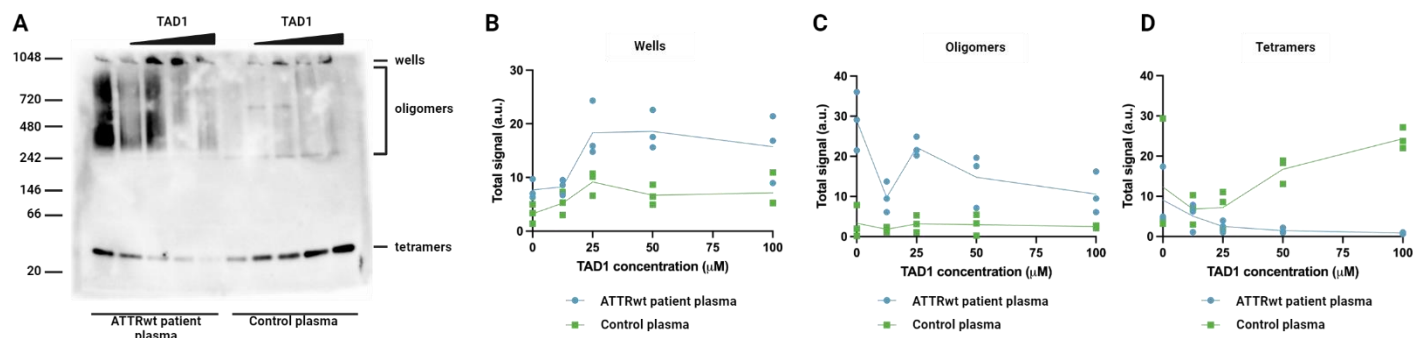 A
TAD1
TAD1
1048
720
480
242
146
66
20
wells
oligomers
tetramers
ATTRwt patient
plasma
Control plasma
B
Wells
Total signal (a.u.)
30
20
10
0
0
25
50
75
100
TAD1 concentration (μM)
ATTRwt patient plasma
Control plasma
C
Oligomers
Total signal (a.u.)
40
30
20
10
0
0
25
50
75
100
TAD1 concentration (μM)
ATTRwt patient plasma
Control plasma
D
Tetramers
Total signal (a.u.)
40
30
20
10
0
0
25
50
75
100
TAD1 concentration (μM)
ATTRwt patient plasma
Control plasma